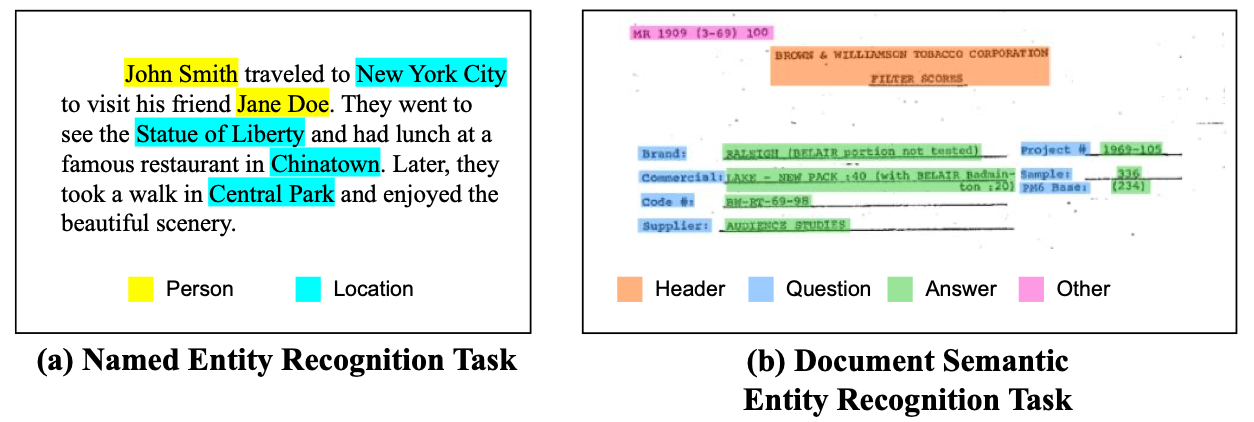 John Smith traveled to New York City
to visit his friend Jane Doe. They went to
see the Statue of Liberty and had lunch at a
famous restaurant in Chinatown. Later, they
took a walk in Central Park and enjoyed the
beautiful scenery.
Person
Location
(a) Named Entity Recognition Task
MR 1909 (3-69) 100
BROWN & WILLIAMSON TOBACCO CORPORATION
FILTER SCORES
Brand: RALEIGH (BELAIR portion not tested) Project # 1969-105
Commercial: LAKE - NEW PACK :40 (with BELAIR Badmin- Sample: 336
ton :20) PM6 Base: (234)
Code #: BW-RT-69-9B
Supplier: AUDIENCE STUDIES
Header
Question
Answer
Other
(b) Document Semantic
Entity Recognition Task